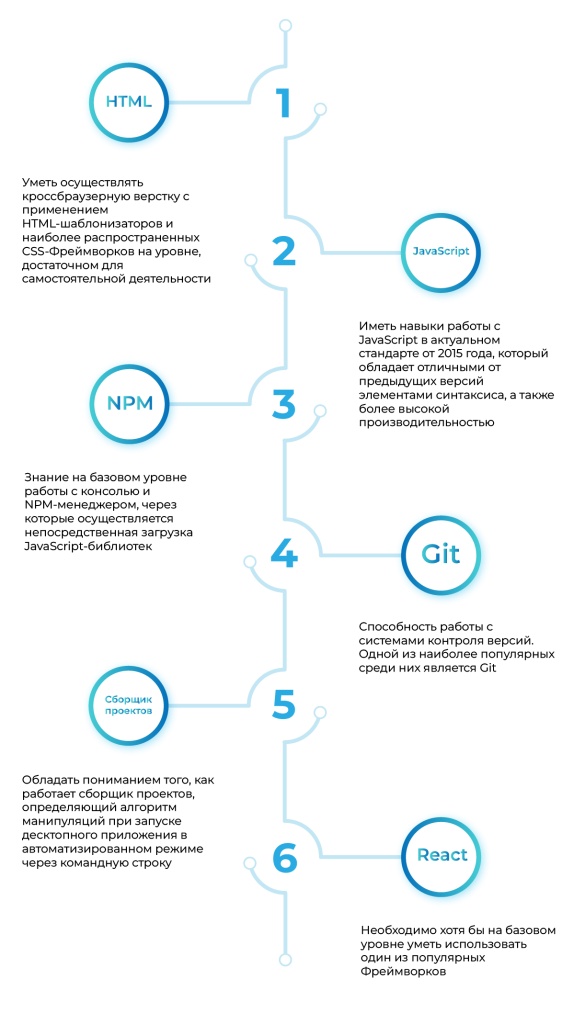 HTML
1
Уметь осуществлять
кроссбраузерную верстку с
применением
HTML-шаблонизаторов и
наиболее распространенных
CSS-Фреймворков на уровне,
достаточном для
самостоятельной деятельности
2
JavaScript
Иметь навыки работы с
JavaScript в актуальном
стандарте от 2015 года, который
обладает отличными от
предыдущих версий
элементами синтаксиса, а также
более высокой
производительностью
NPM
3
Знание на базовом уровне
работы с консолью и
NPM-менеджером, через
которые осуществляется
непосредственная загрузка
JavaScript-библиотек
4
Git
Способность работы с
системами контроля версий.
Одной из наиболее популярных
среди них является Git
Сборщик
проектов
5
Обладать пониманием того, как
работает сборщик проектов,
определяющий алгоритм
манипуляций при запуске
десктопного приложения в
автоматизированном режиме
через командную строку
6
React
Необходимо хотя бы на базовом
уровне уметь использовать
один из популярных
Фреймворков